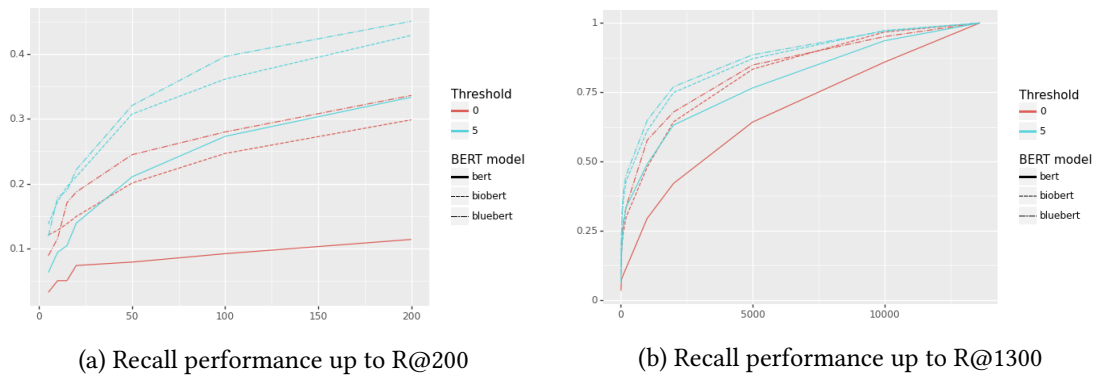 0.4
0.3
0.2
0.1
0
50
100
150
200
Threshold
0
5
BERT model
bert
biobert
bluebert
(a) Recall performance up to R@200
1
0.75
0.50
0.25
0
0
5000
10000
Threshold
0
5
BERT model
bert
biobert
bluebert
(b) Recall performance up to R@1300